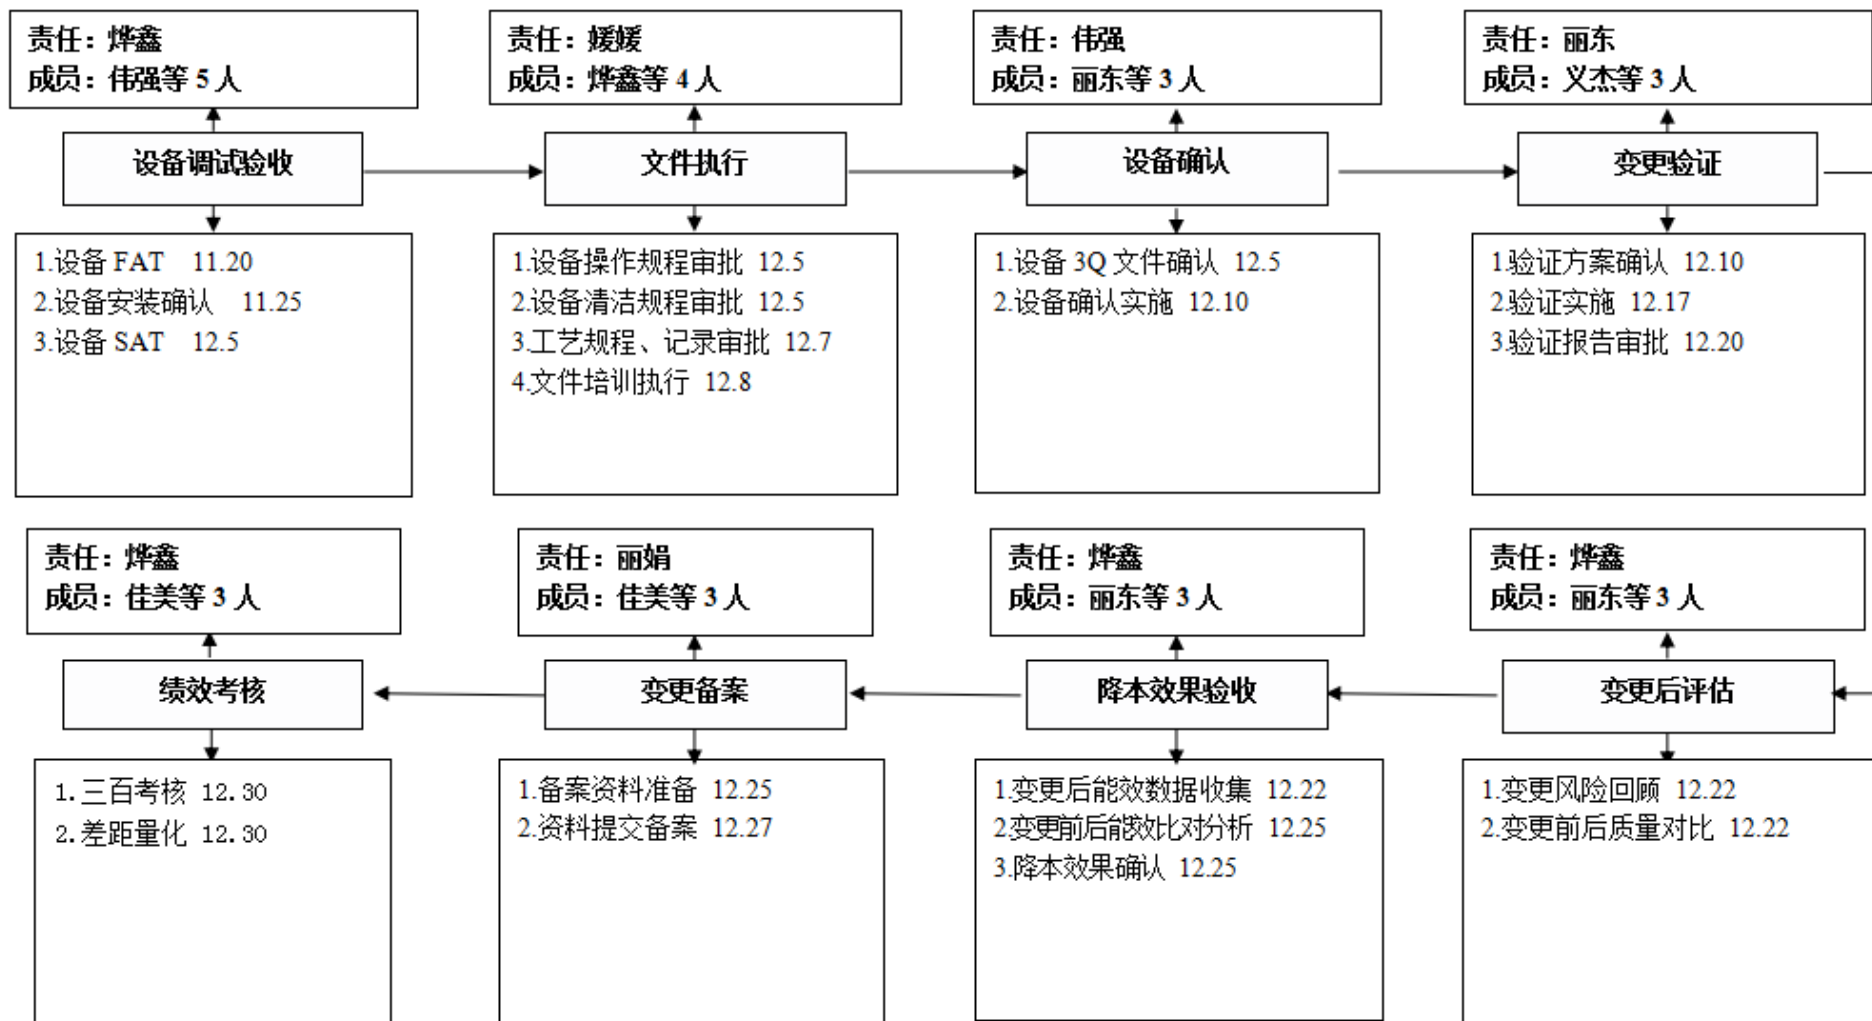 责任：烨鑫
成员：伟强等 5 人
责任：媛媛
成员：烨鑫等 4 人
责任：伟强
成员：丽东等 3 人
责任：丽东
成员：义杰等 3 人
设备调试验收
文件执行
设备确认
变更验证
1.设备 FAT 11.20
2.设备安装确认 11.25
3.设备 SAT 12.5
1.设备操作规程审批 12.5
2.设备清洁规程审批 12.5
3.工艺规程、记录审批 12.7
4.文件培训执行 12.8
1.设备 3Q 文件确认 12.5
2.设备确认实施 12.10
1.验证方案确认 12.10
2.验证实施 12.17
3.验证报告审批 12.20
责任：烨鑫
成员：佳美等 3 人
责任：丽娟
成员：佳美等 3 人
责任：烨鑫
成员：丽东等 3 人
责任：烨鑫
成员：丽东等 3 人
绩效考核
变更备案
降本效果验收
变更后评估
1.三百考核 12.30
2.差距量化 12.30
1.备案资料准备 12.25
2.资料提交备案 12.27
1.变更后能效数据收集 12.22
2.变更前后能效比对分析 12.25
3.降本效果确认 12.25
1.变更风险回顾 12.22
2.变更前后质量对比 12.22